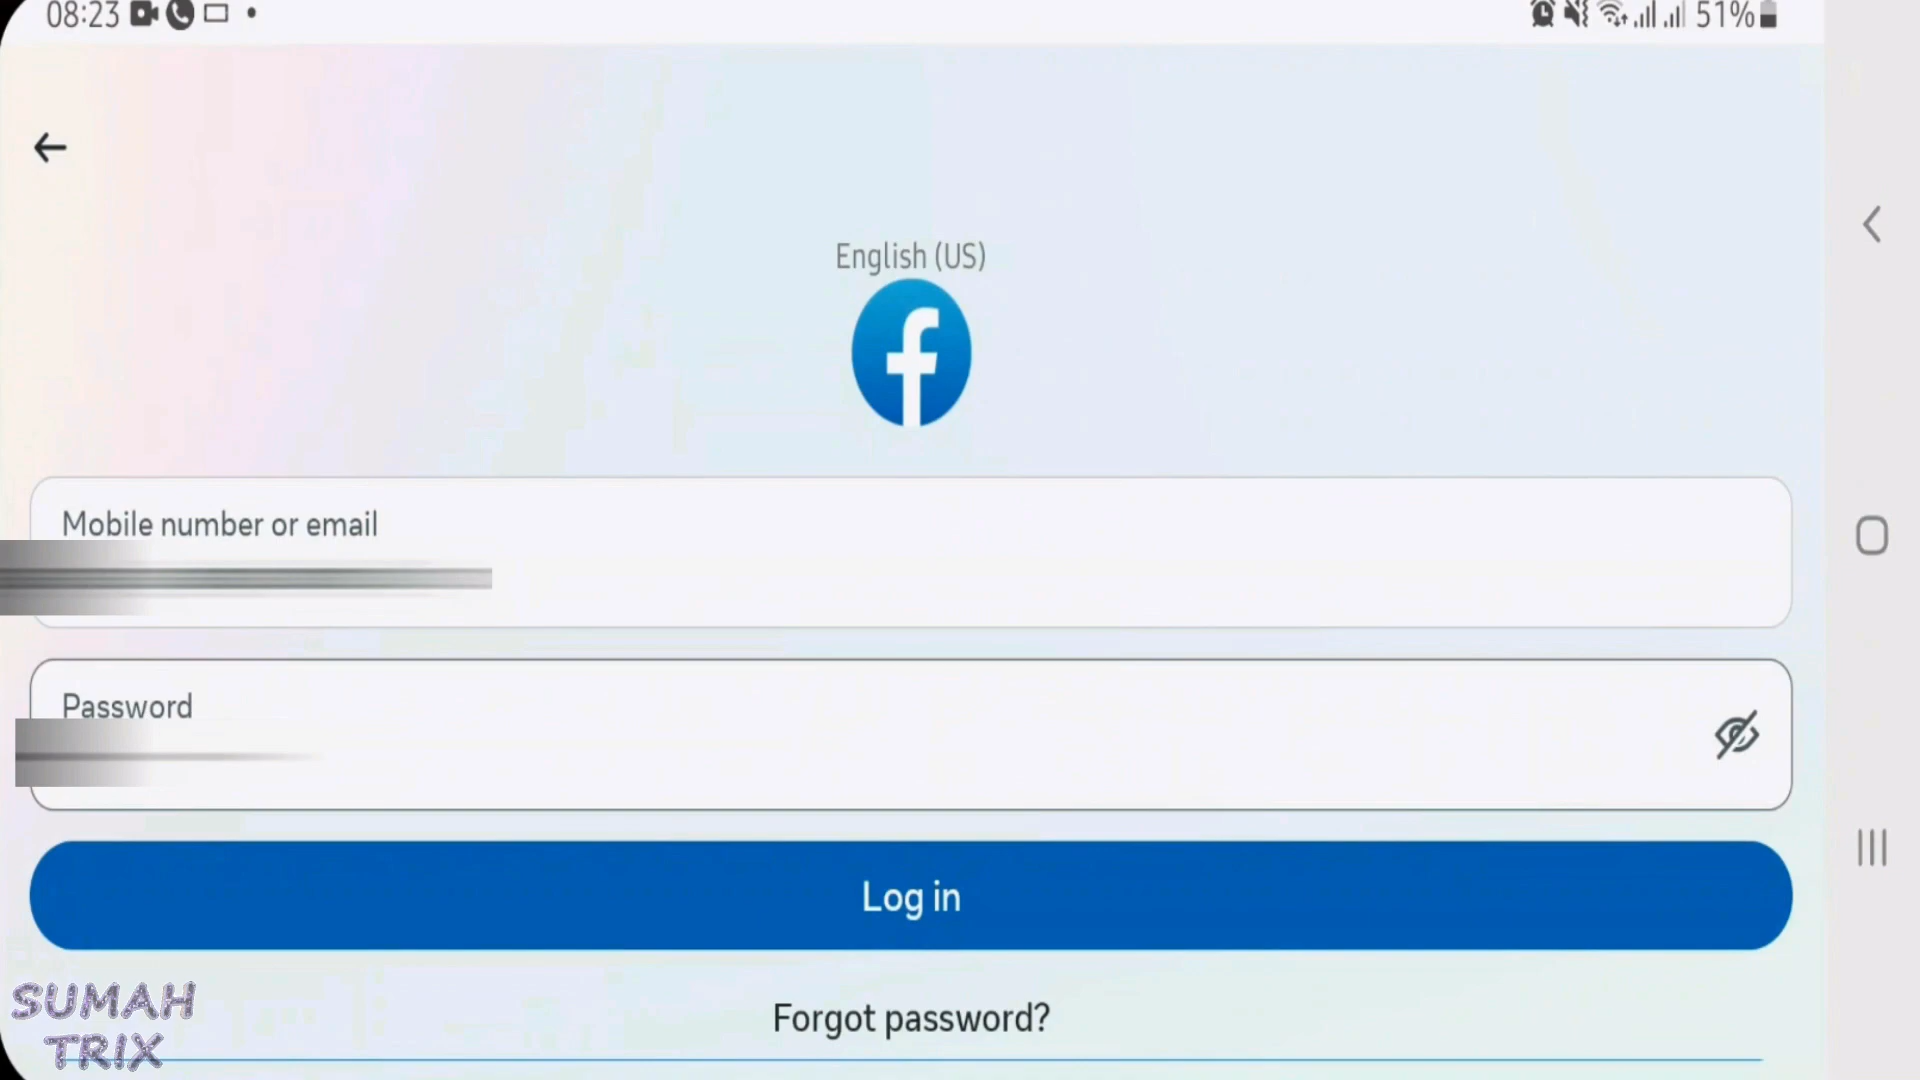 08:23
51%
English (US)
Mobile number or email
Password
Log in
Forgot password?
SUMAH
TRIX